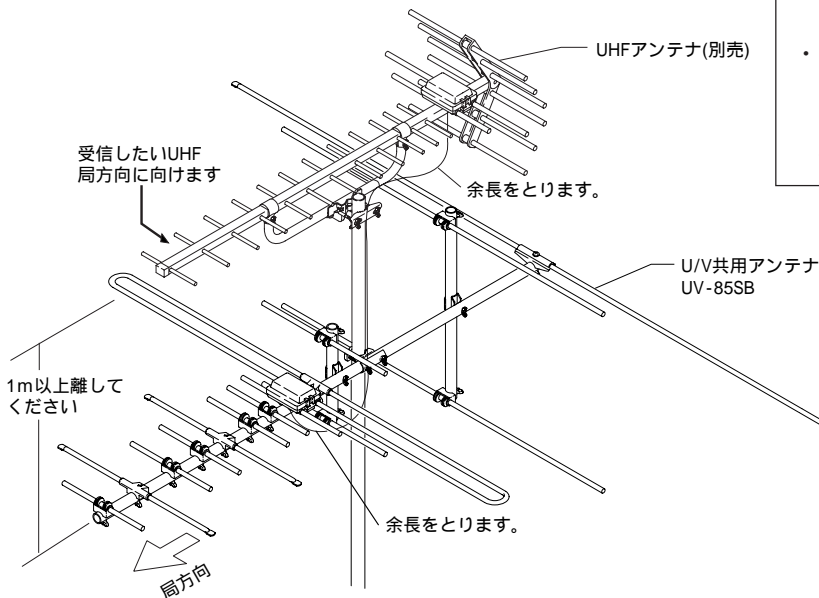 UHFアンテナ(別売)
・
受信したいUHF
局方向に向けます
余長をとります。
U/V共用アンテナ
UV-85SB
1m以上離して
ください
余長をとります。
局方向